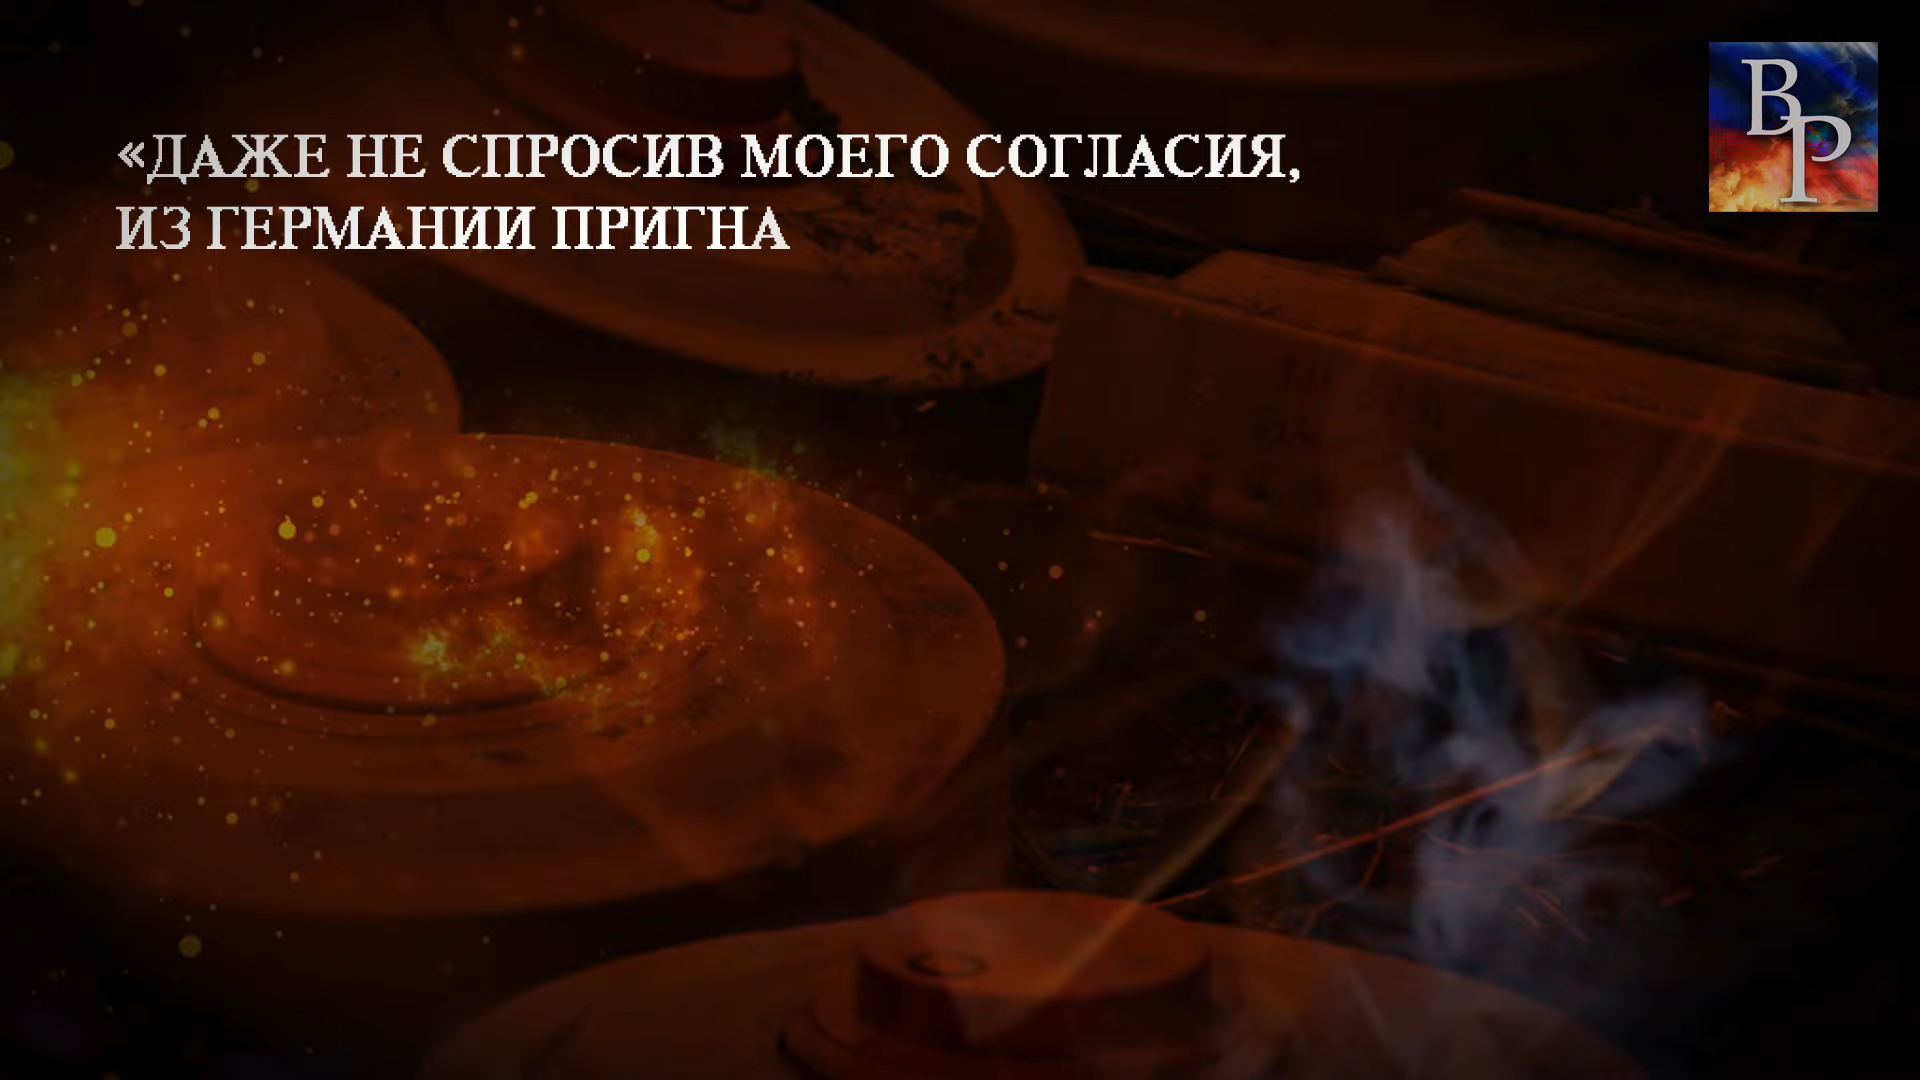 «ДАЖЕ НЕ СПРОСИВ МОЕГО СОГЛАСИЯ,
ИЗ ГЕРМАНИИ ПРИГНА
ВР